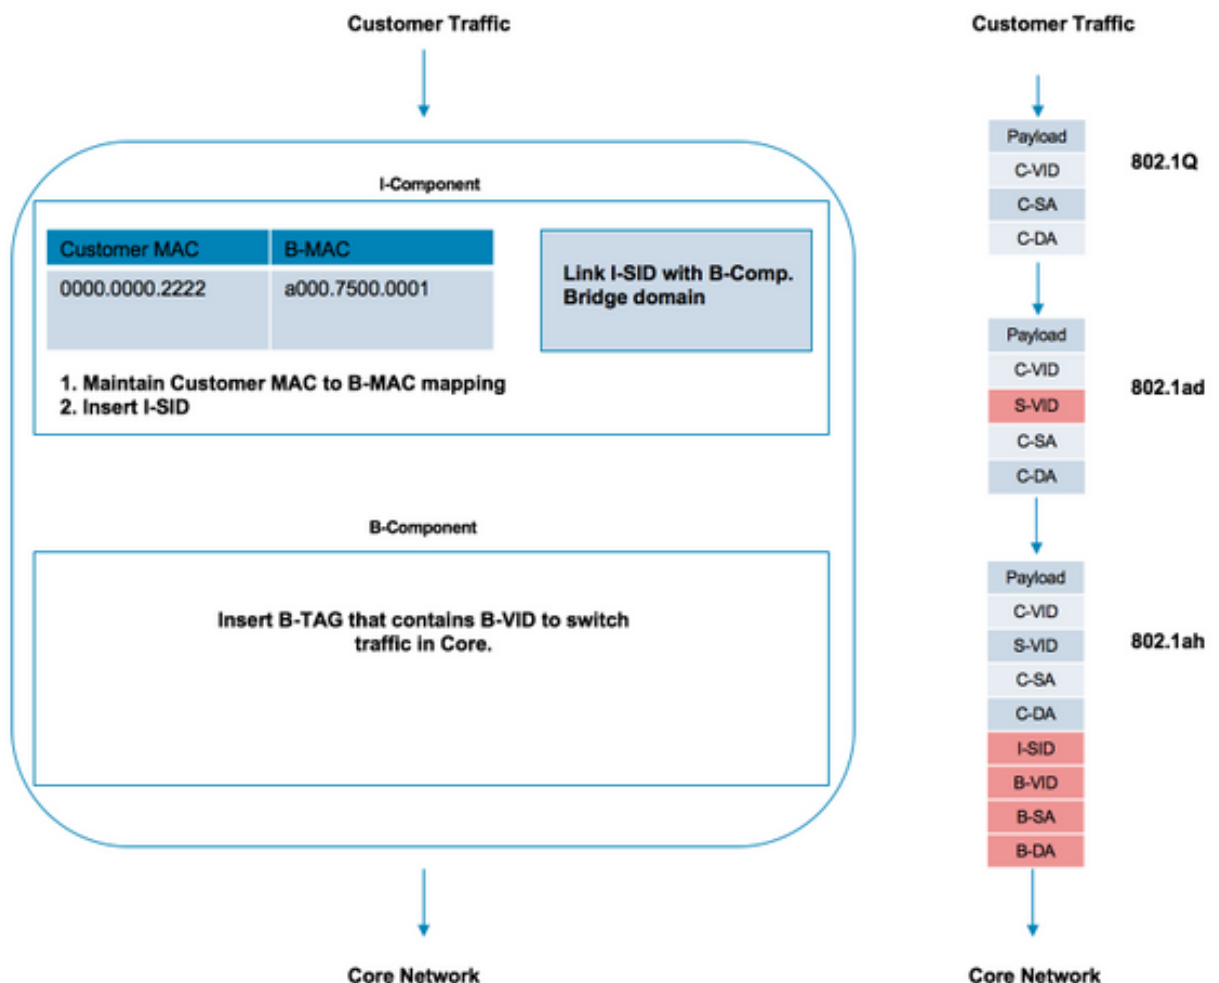 Customer Traffic
I-Component
Customer MAC B-MAC
0000.0000.2222 a000.7500.0001
Link I-SID with B-Comp.
Bridge domain
1. Maintain Customer MAC to B-MAC mapping
2. Insert I-SID
B-Component
Insert B-TAG that contains B-VID to switch
traffic in Core.
Core Network
Customer Traffic
Payload
C-VID
C-SA
C-DA
802.1Q
Payload
C-VID
S-VID
C-SA
C-DA
802.1ad
Payload
C-VID
S-VID
C-SA
C-DA
I-SID
B-VID
B-SA
B-DA
802.1ah
Core Network